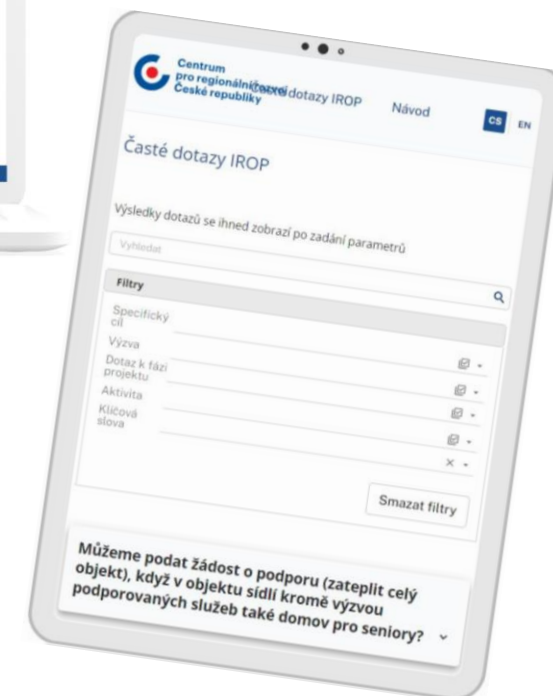 Centrum
pro regionální rozvoj
České republiky
Časté dotazy IROP
Návod
CS
EN
Časté dotazy IROP
Výsledky dotazů se ihned zobrazí po zadání parametrů
Vyhledat
Filtry
Specifický
cíl
Výzva
Dotaz k fázi
projektu
Aktivita
Klíčová
slova
Smazat filtry
Můžeme podat žádost o podporu (zateplit celý
objekt), když v objektu sídlí kromě výzvou
podporovaných služeb také domov pro seniory?